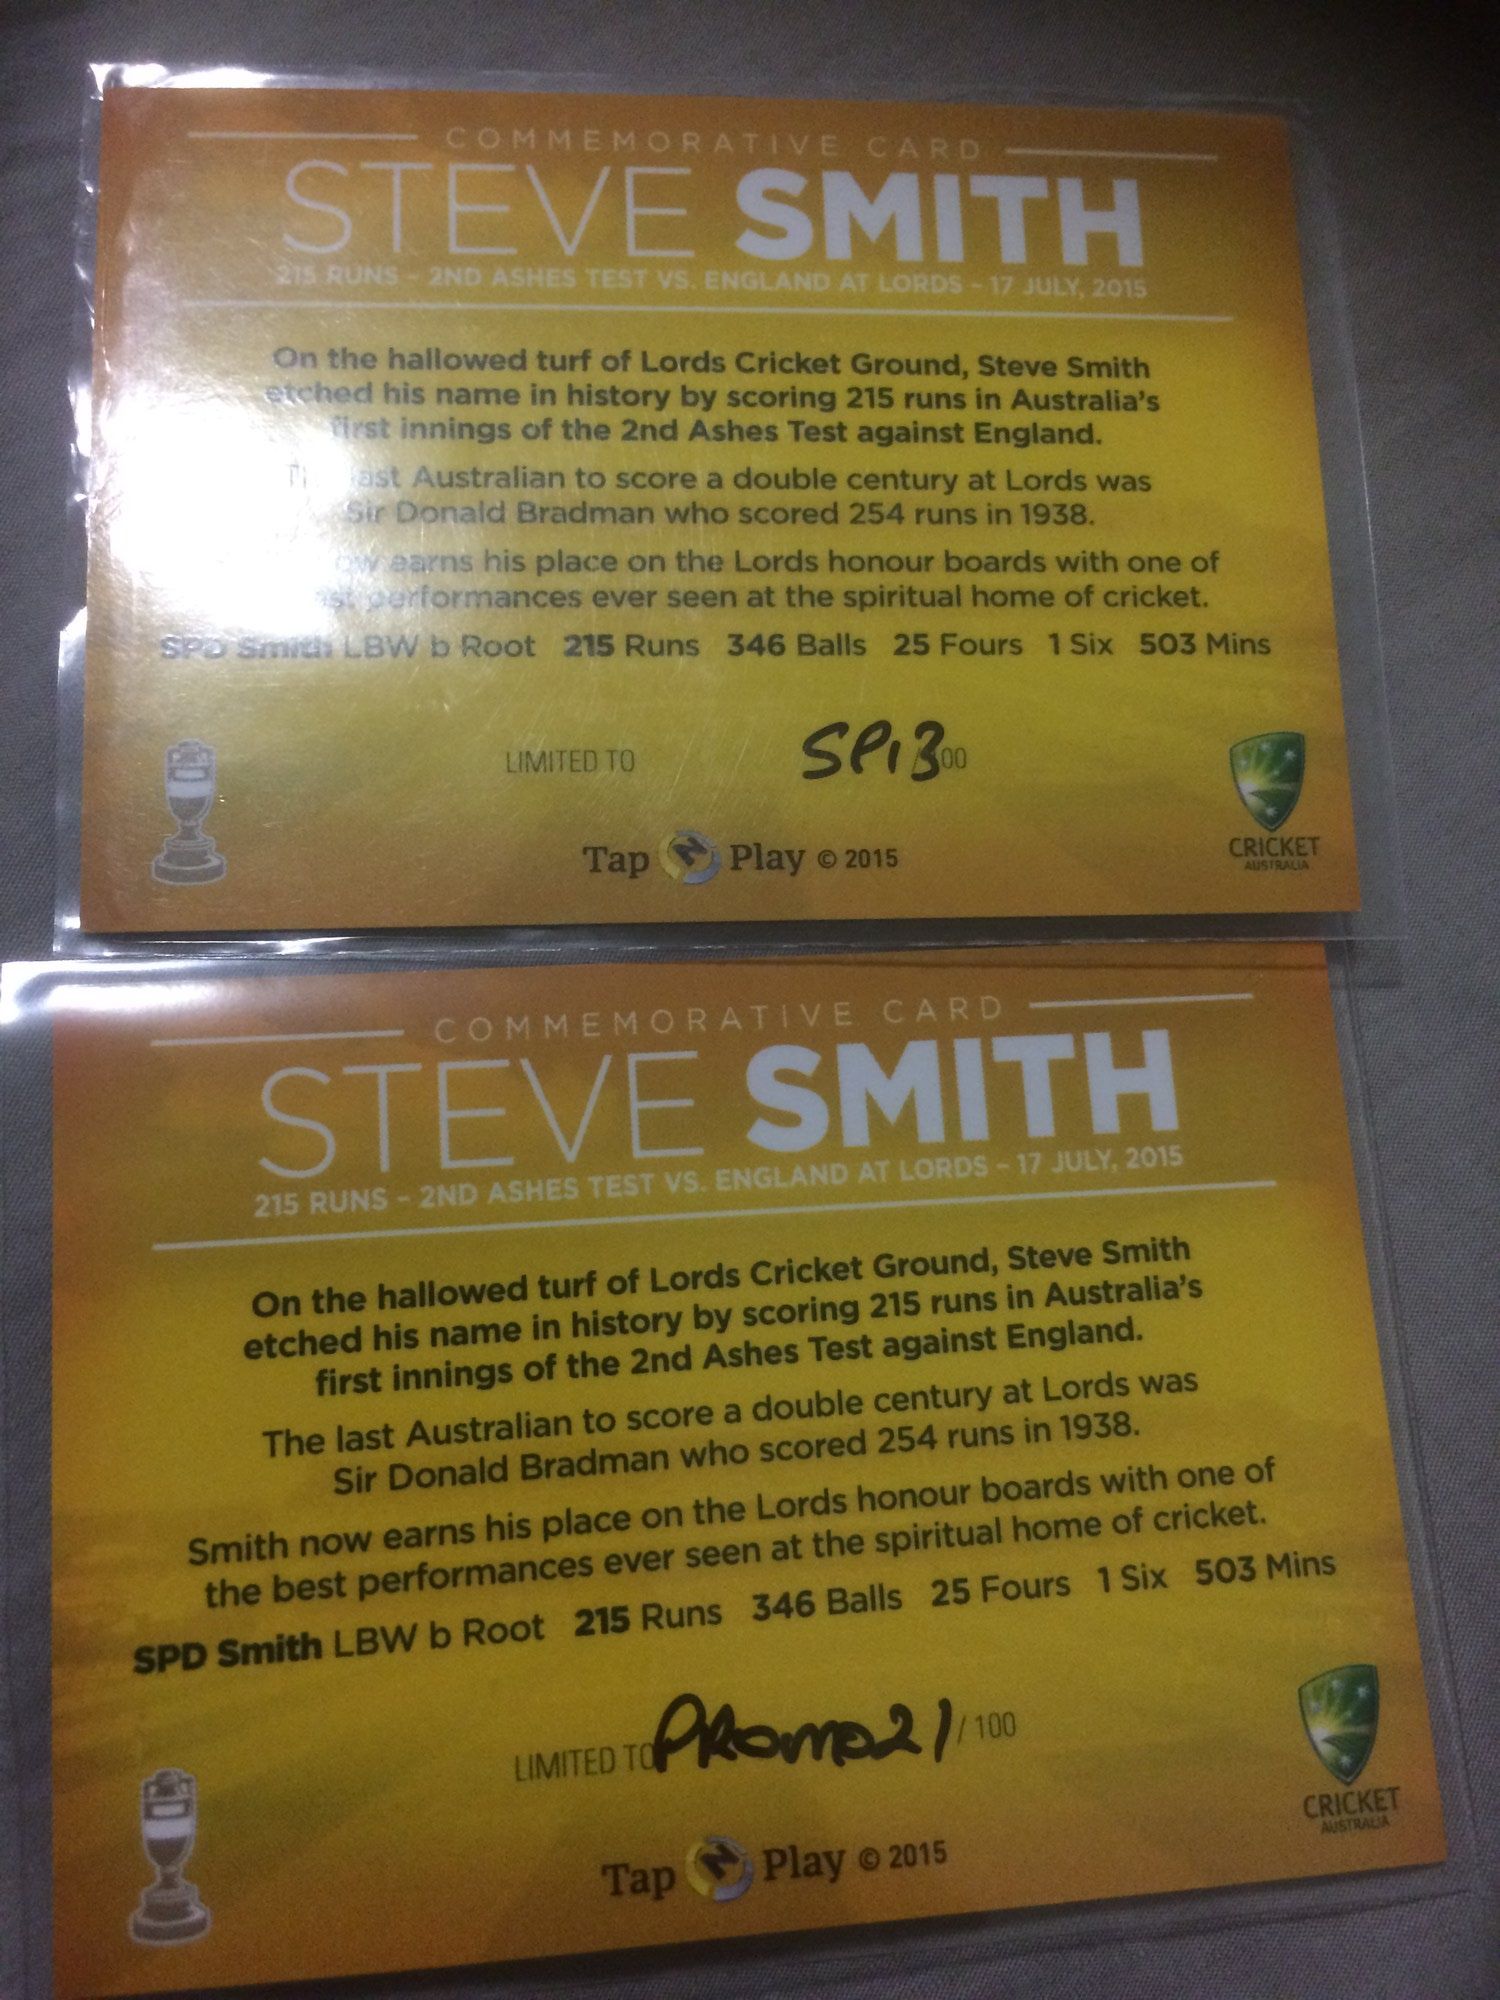 COMMEMORATIVE CARD
STEVE SMITH
215 RUNS - 2ND ASHES TEST VS. ENGLAND AT LORDS - 17 JULY, 2015
On the hallowed turf of Lords Cricket Ground, Steve Smith
etched his name in history by scoring 215 runs in Australia's
first innings of the 2nd Ashes Test against England.
last Australian to score a double century at Lords was
Sir Donald Bradman who scored 254 runs in 1938.
now earns his place on the Lords honour boards with one of
performances ever seen at the spiritual home of cricket.
SPD Smith LBW b Root 215 Runs 346 Balls 25 Fours 1 Six 503 Mins
LIMITED TO
Tap N Play © 2015
CRICKET
AUSTRALIA
COMMEMORATIVE CARD
STEVE SMITH
215 RUNS - 2ND ASHES TEST VS. ENGLAND AT LORDS - 17 JULY, 2015
On the hallowed turf of Lords Cricket Ground, Steve Smith
etched his name in history by scoring 215 runs in Australia's
first innings of the 2nd Ashes Test against England.
The last Australian to score a double century at Lords was
Sir Donald Bradman who scored 254 runs in 1938.
Smith now earns his place on the Lords honour boards with one of
the best performances ever seen at the spiritual home of cricket.
SPD Smith LBW b Root 215 Runs 346 Balls 25 Fours 1 Six 503 Mins
LIMITED TO PROMO 21 / 100
Tap N Play © 2015
CRICKET
AUSTRALIA